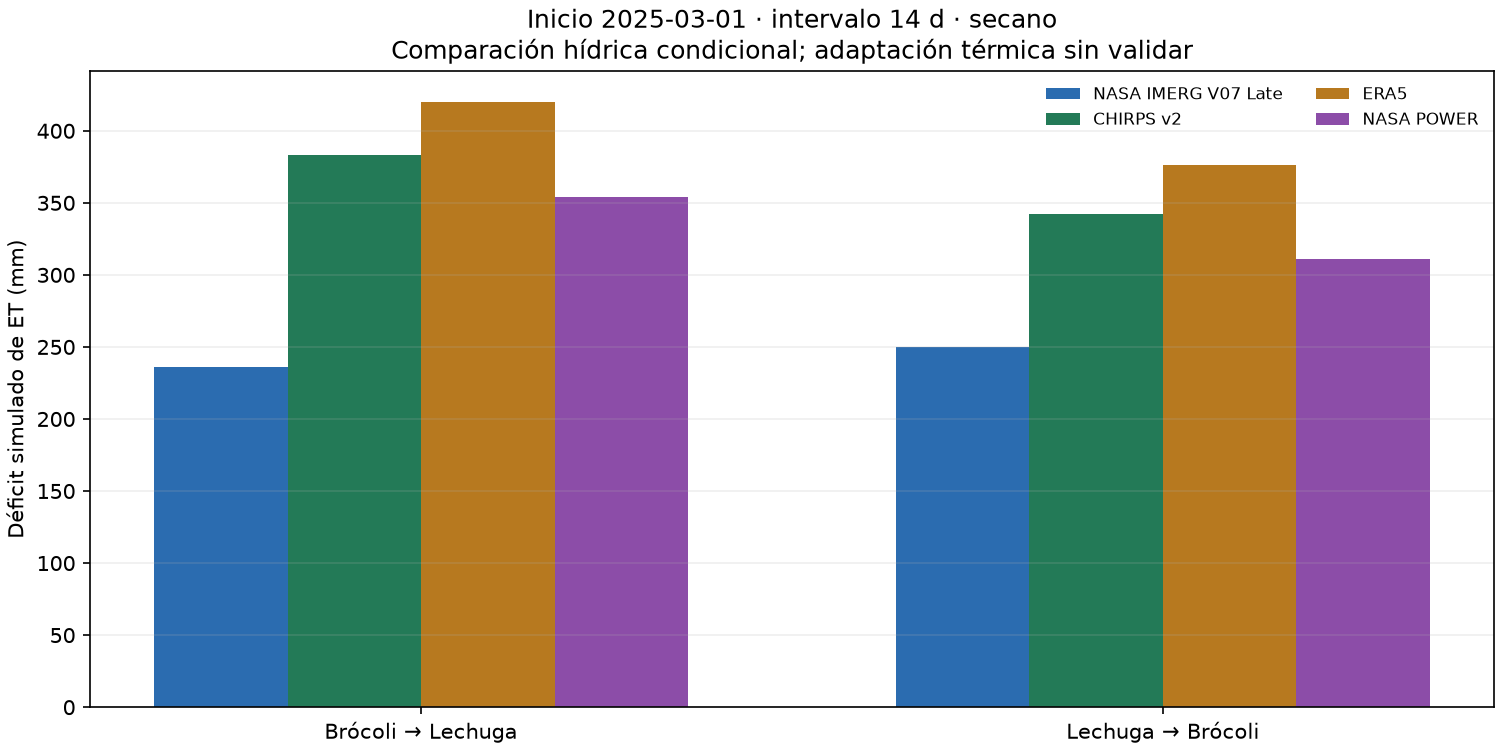 Inicio 2025-03-01 · intervalo 14 d · secano
Comparación hídrica condicional; adaptación térmica sin validar
NASA IMERG V07 Late
CHIRPS v2
ERA5
NASA POWER
Déficit simulado de ET (mm)
400
350
300
250
200
150
100
50
0
Brócoli → Lechuga
Lechuga → Brócoli